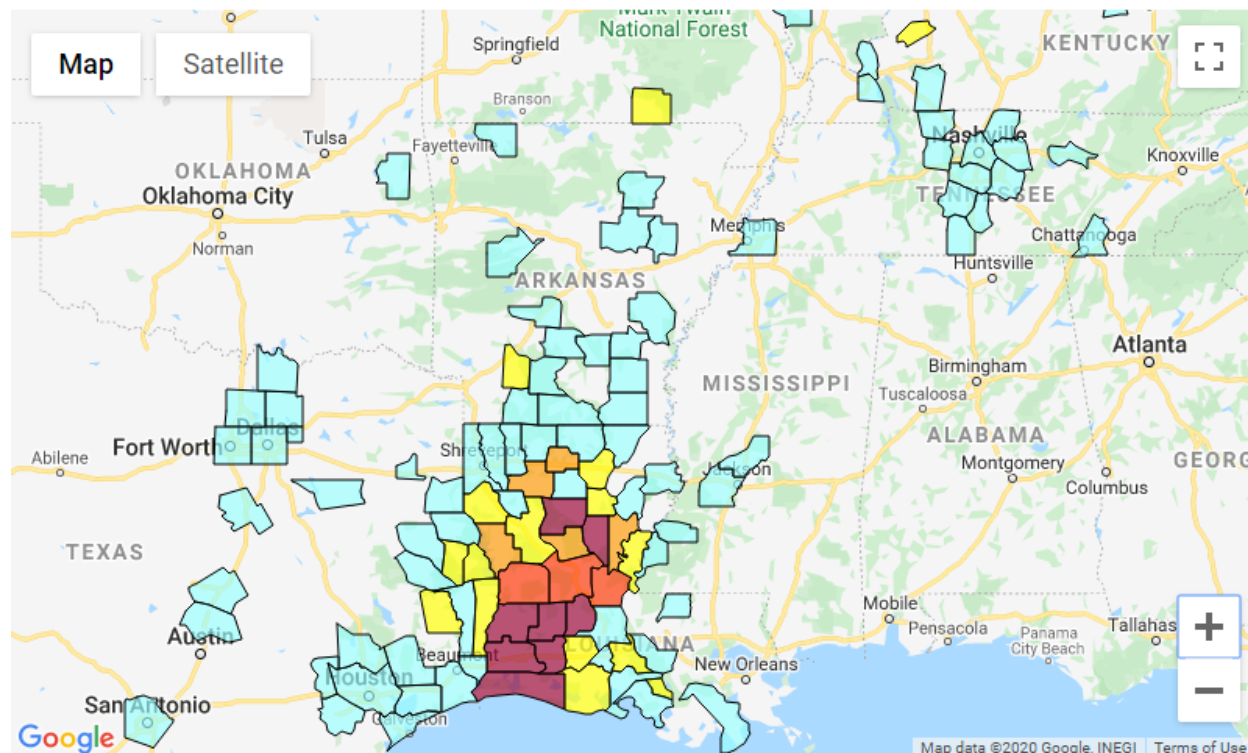 Mark Twain
National Forest
Map
Satellite
Springfield
KENTUCKY
Branson
Tulsa
Fayetteville
Nashville
Knoxville
OKLAHOMA
Oklahoma City
TENNESSEE
Norman
Memphis
Chattanooga
Huntsville
ARKANSAS
Atlanta
Birmingham
MISSISSIPPI
Tuscaloosa
Dallas
Fort Worth
ALABAMA
Abilene
Shreveport
Jackson
Montgomery
GEORG
Columbus
TEXAS
Mobile
Austin
Pensacola
Tallahas
LOUISIANA
Panama
City Beach
Beaumont
New Orleans
Houston
San Antonio
Galveston
Google
Map data ©2020 Google, INEGI
Terms of Use